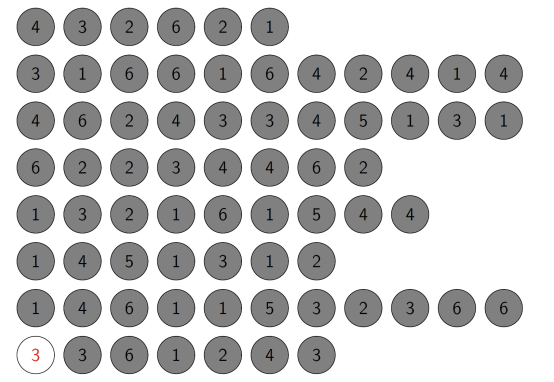 4 3 2 6 2 1
3 1 6 6 1 6 4 2 4 1 4
4 6 2 4 3 3 4 5 1 3 1
6 2 2 3 4 4 6 2
1 3 2 1 6 1 5 4 4
1 4 5 1 3 1 2
1 4 6 1 1 5 3 2 3 6 6
3 3 6 1 2 4 3